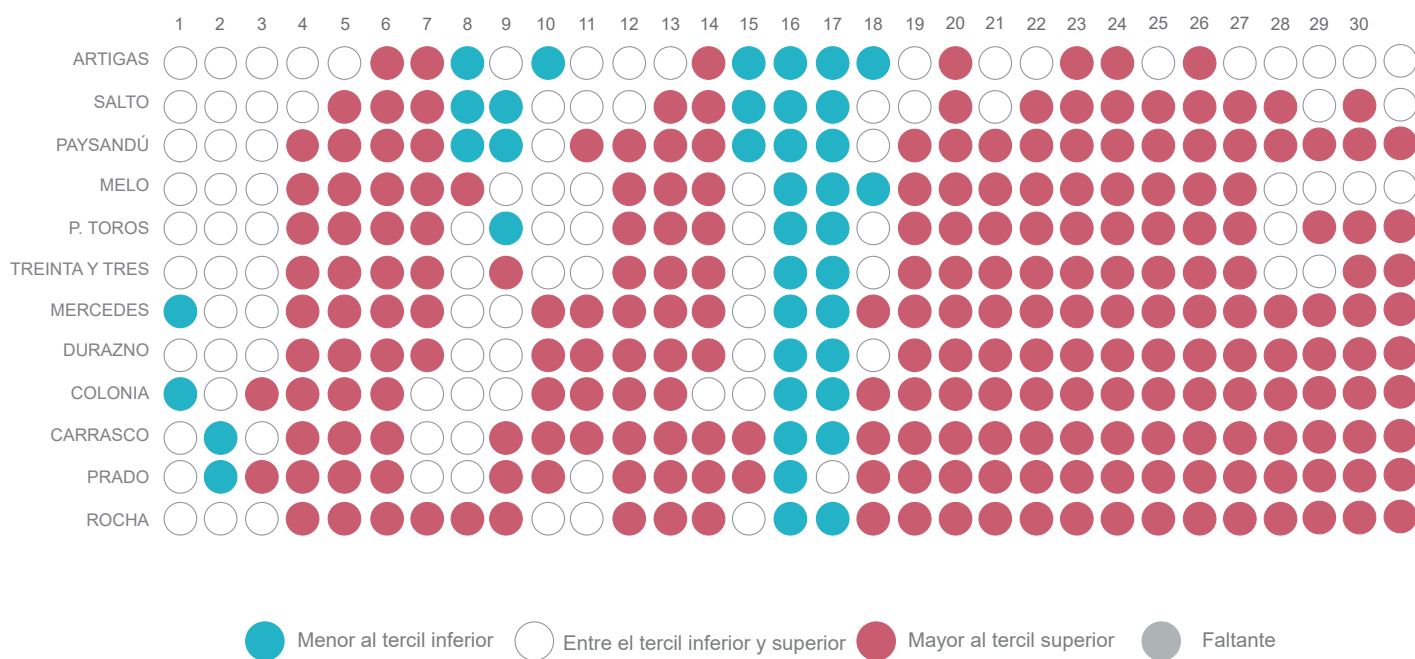 1 2 3 4 5 6 7 8 9 10 11 12 13 14 15 16 17 18 19 20 21 22 23 24 25 26 27 28 29 30
ARTIGAS
SALTO
PAYSANDÚ
MELO
P. TOROS
TREINTA Y TRES
MERCEDES
DURAZNO
COLONIA
CARRASCO
PRADO
ROCHA
Menor al tercil inferior Entre el tercil inferior y superior Mayor al tercil superior Faltante